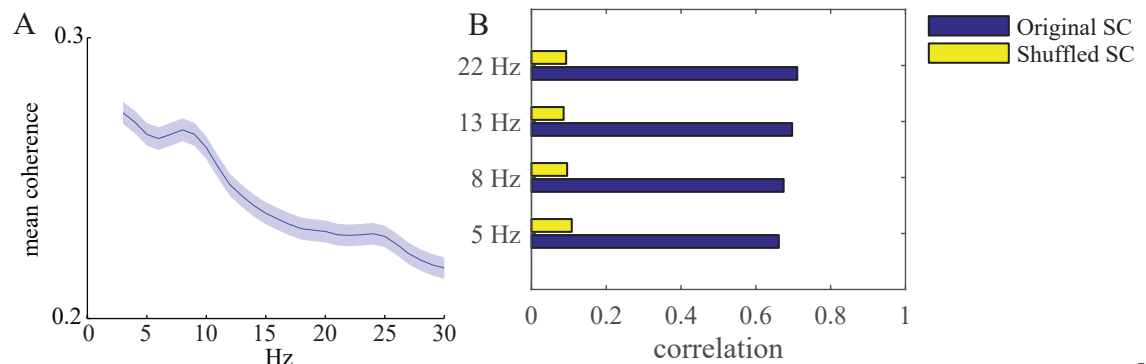 A
0.3
mean coherence
0.2
0 5 10 15 20 25 30
Hz
B
22 Hz
13 Hz
8 Hz
5 Hz
0 0.2 0.4 0.6 0.8 1
correlation
Original SC
Shuffled SC